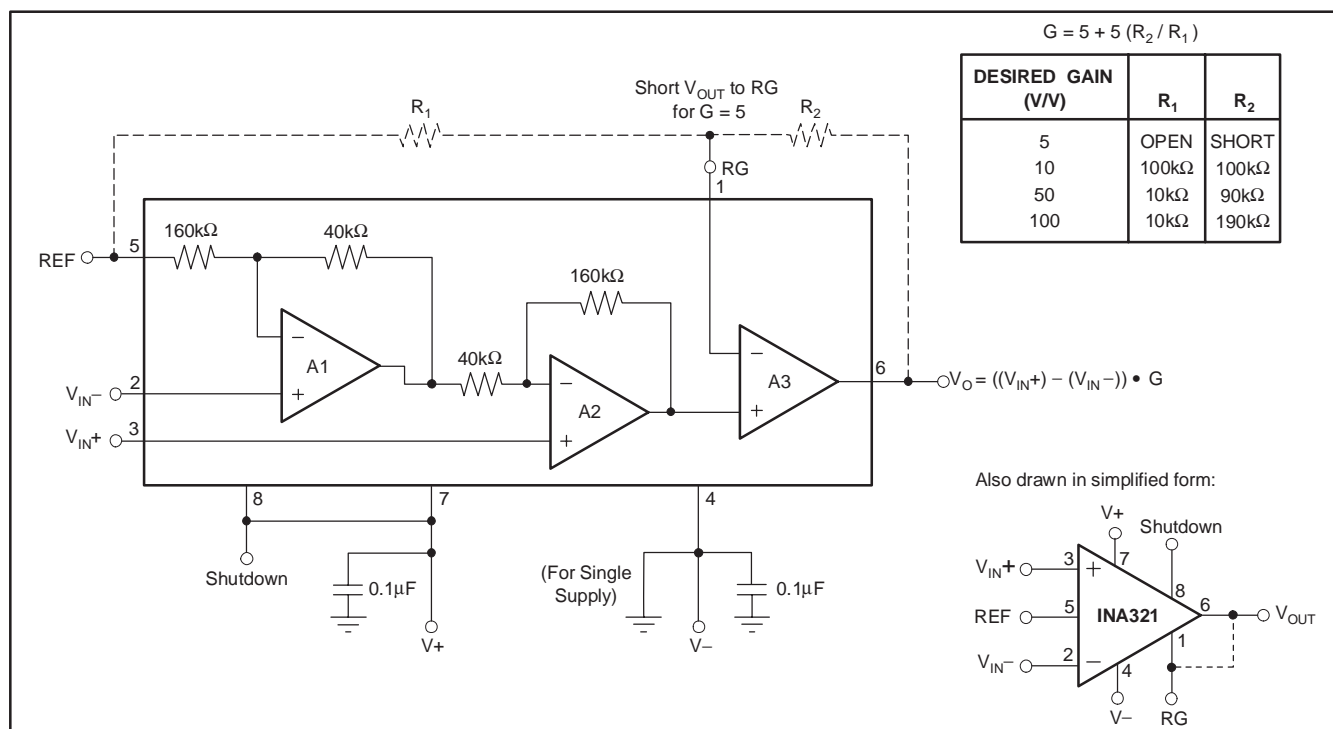 G = 5 + 5 (R2 / R1)
DESIRED GAIN (V/V) R1 R2
5 OPEN SHORT
10 100kΩ 100kΩ
50 10kΩ 90kΩ
100 10kΩ 190kΩ
Short VOUT to RG
for G = 5
R1
R2
RG
1
160kΩ
40kΩ
REF
5
160kΩ
A1
−
+
40kΩ
A2
−
+
A3
−
+
6
VO = ((VIN+) − (VIN−)) • G
VIN−
2
VIN+
3
8
7
4
Shutdown
0.1µF
V+
(For Single
Supply)
0.1µF
V−
Also drawn in simplified form:
V+
Shutdown
7
8
VIN+
3
+
REF
5
INA321
6
VOUT
VIN−
2
−
1
4
V−
RG